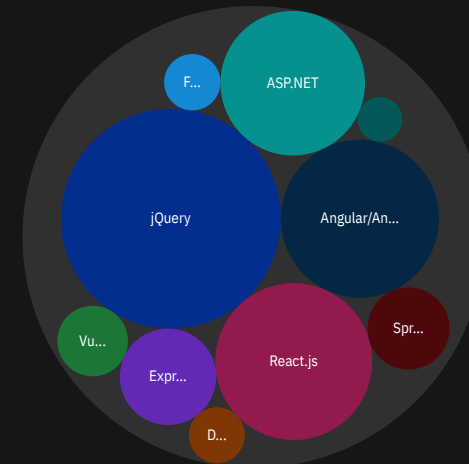 F...
ASP.NET
jQuery
Angular/An...
Vu...
Expr...
React.js
Spr...
D...